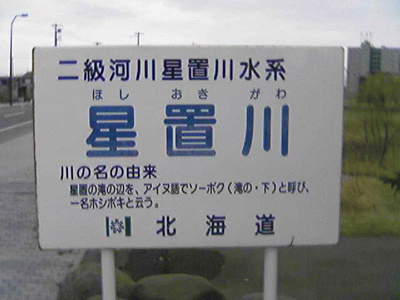 二級河川星置川水系
ほし おき がわ
星置川
川の名の由来
星置の滝の辺を、アイヌ語でソーポク(滝の・下)と呼び、
一名ホシポキと云う。
北海道